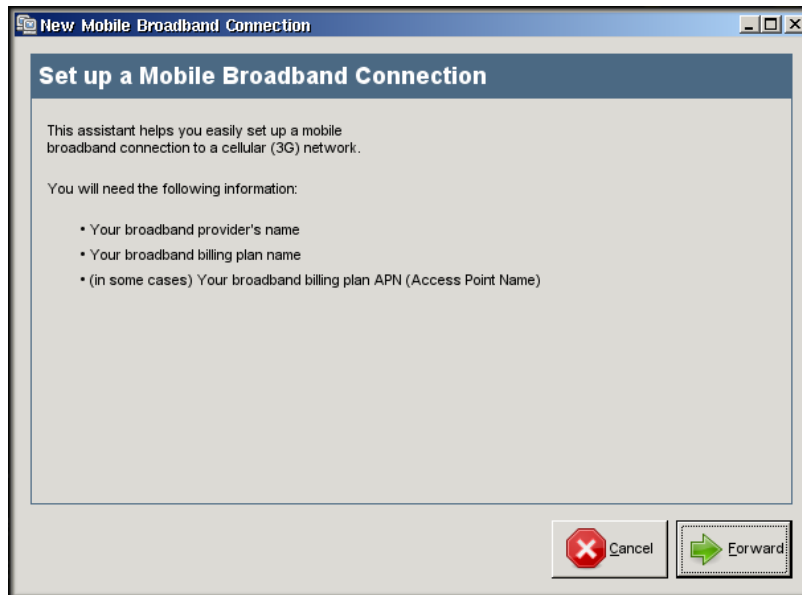 New Mobile Broadband Connection
Set up a Mobile Broadband Connection
This assistant helps you easily set up a mobile
broadband connection to a cellular (3G) network.
You will need the following information:
• Your broadband provider's name
• Your broadband billing plan name
• (in some cases) Your broadband billing plan APN (Access Point Name)
Cancel
Forward